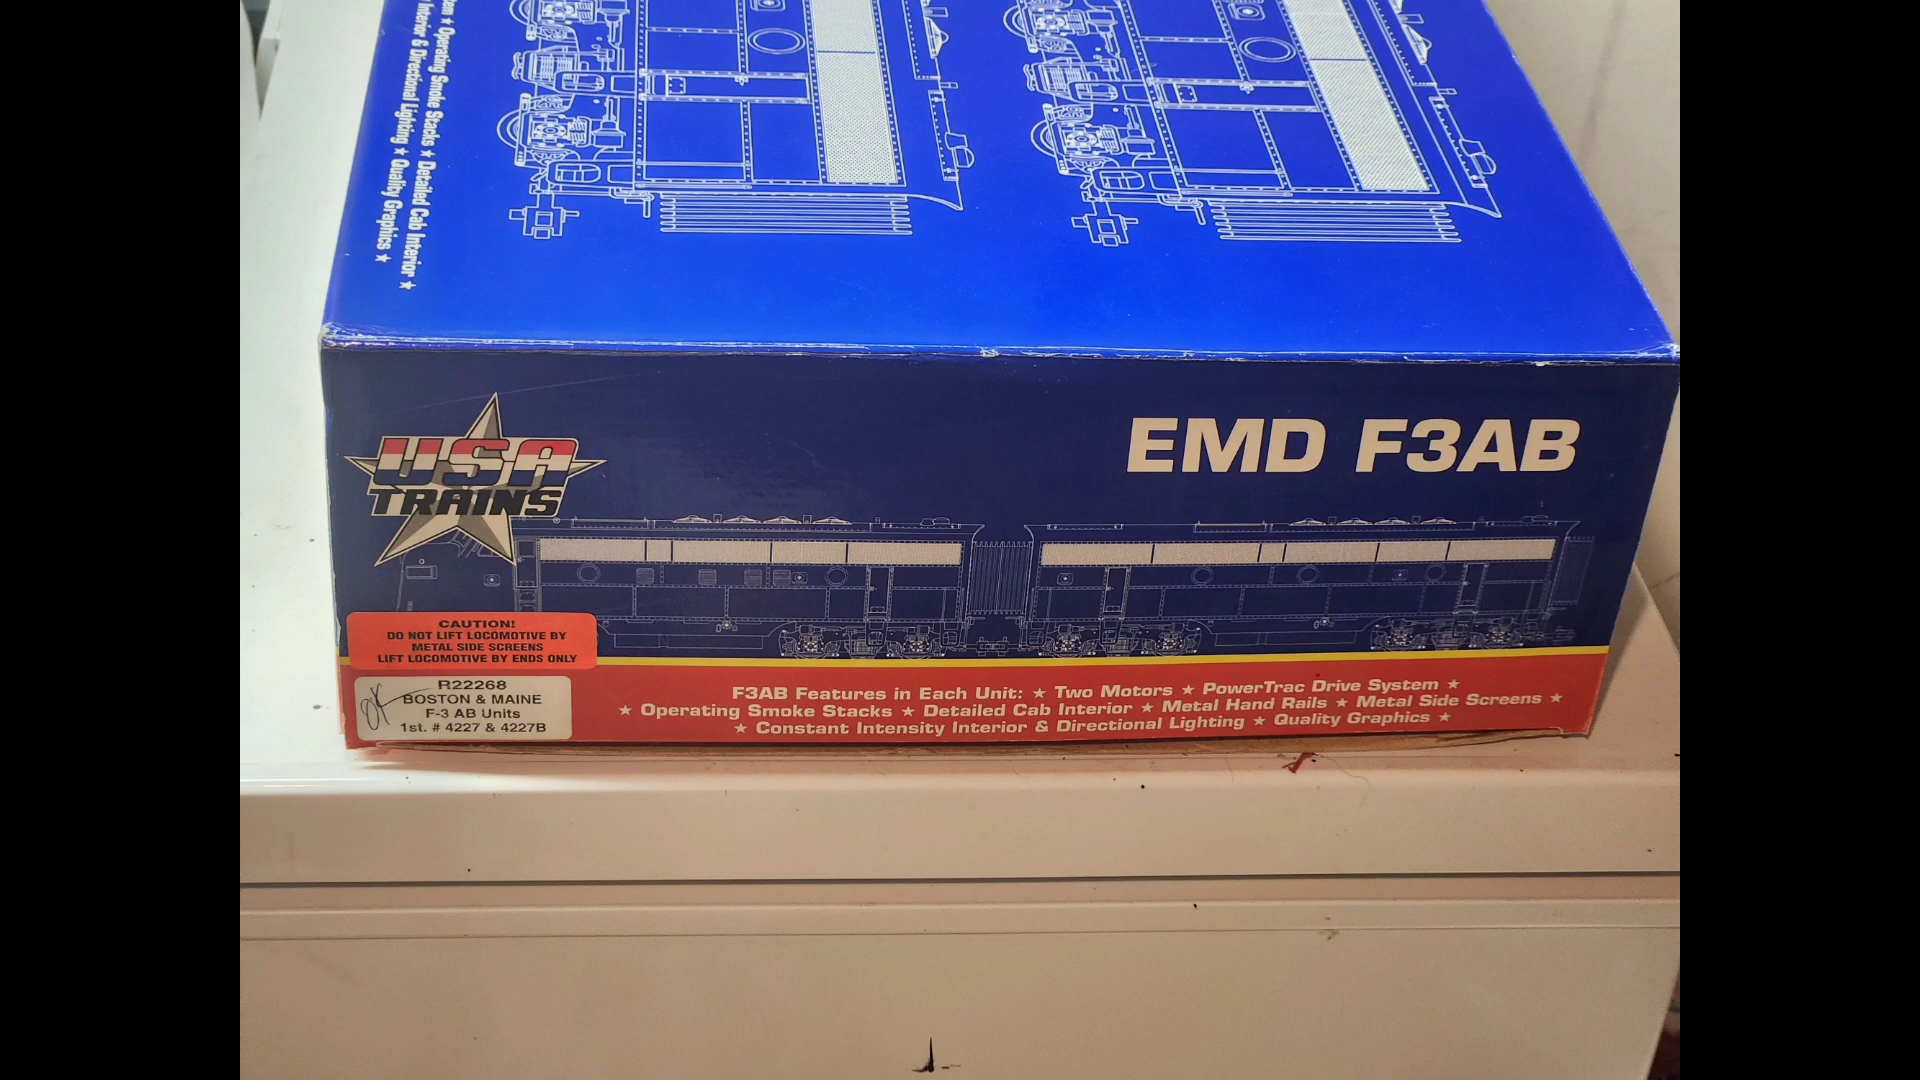 em ★ Operating Smoke Stacks ★ Detailed Cab Interior ★
Interior & Directional Lighting ★ Quality Graphics ★
USA
TRAINS
®
EMD F3AB
CAUTION!
DO NOT LIFT LOCOMOTIVE BY
METAL SIDE SCREENS
LIFT LOCOMOTIVE BY ENDS ONLY
R22268
BOSTON & MAINE
F-3 AB Units
1st. # 4227 & 4227B
OK
F3AB Features in Each Unit: ★ Two Motors ★ PowerTrac Drive System ★
★ Operating Smoke Stacks ★ Detailed Cab Interior ★ Metal Hand Rails ★ Metal Side Screens ★
★ Constant Intensity Interior & Directional Lighting ★ Quality Graphics ★